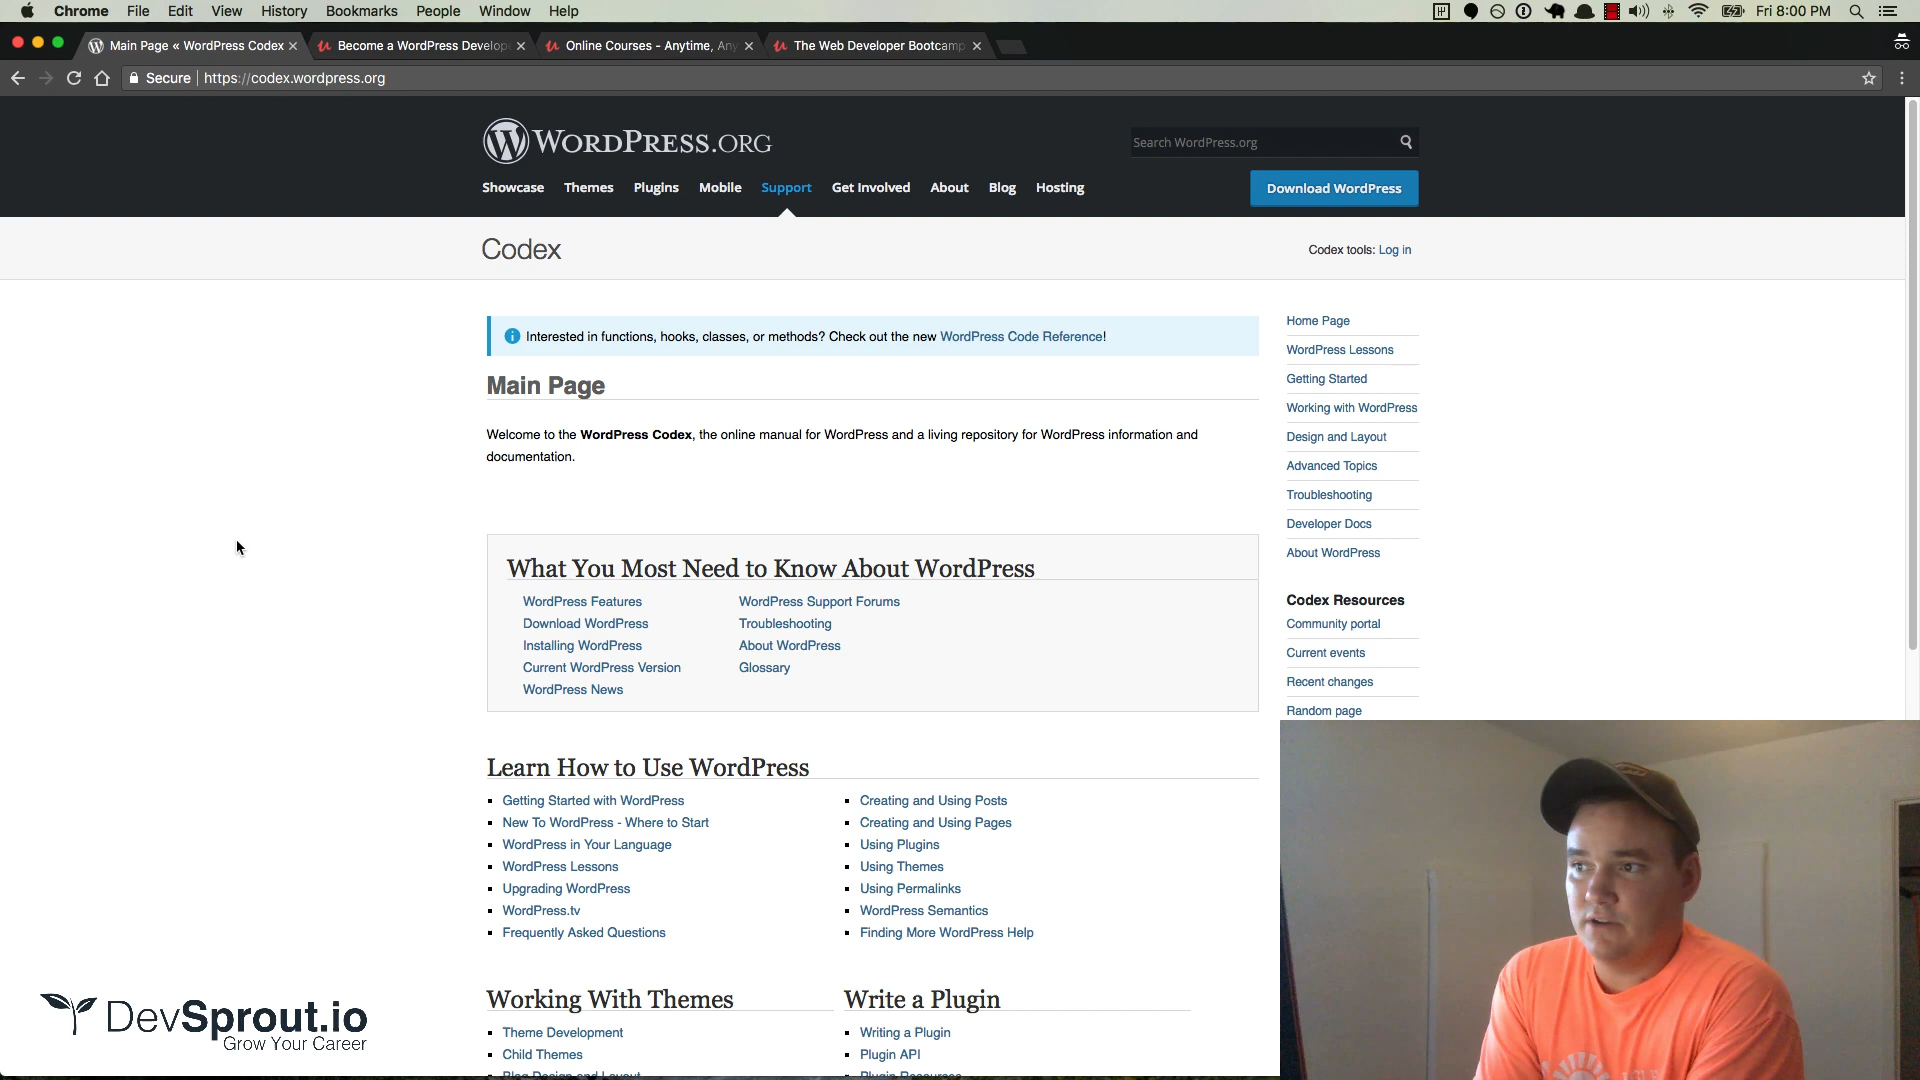 Chrome File Edit View History Bookmarks People Window Help Fri 8:00 PM
Main Page « WordPress Codex Become a WordPress Develope Online Courses - Anytime, Any The Web Developer Bootcamp
Secure https://codex.wordpress.org
WORDPRESS.ORG
Search WordPress.org
Showcase Themes Plugins Mobile Support Get Involved About Blog Hosting
Download WordPress
Codex
Codex tools: Log in
Interested in functions, hooks, classes, or methods? Check out the new WordPress Code Reference!
Main Page
Welcome to the WordPress Codex, the online manual for WordPress and a living repository for WordPress information and
documentation.
What You Most Need to Know About WordPress
WordPress Features
Download WordPress
Installing WordPress
Current WordPress Version
WordPress News
WordPress Support Forums
Troubleshooting
About WordPress
Glossary
Learn How to Use WordPress
Getting Started with WordPress
New To WordPress - Where to Start
WordPress in Your Language
WordPress Lessons
Upgrading WordPress
WordPress.tv
Frequently Asked Questions
Creating and Using Posts
Creating and Using Pages
Using Plugins
Using Themes
Using Permalinks
WordPress Semantics
Finding More WordPress Help
Working With Themes
Theme Development
Child Themes
Blog Design and Layout
Write a Plugin
Writing a Plugin
Plugin API
Plugin Resources
Home Page
WordPress Lessons
Getting Started
Working with WordPress
Design and Layout
Advanced Topics
Troubleshooting
Developer Docs
About WordPress
Codex Resources
Community portal
Current events
Recent changes
Random page
DevSprout.io
Grow Your Career